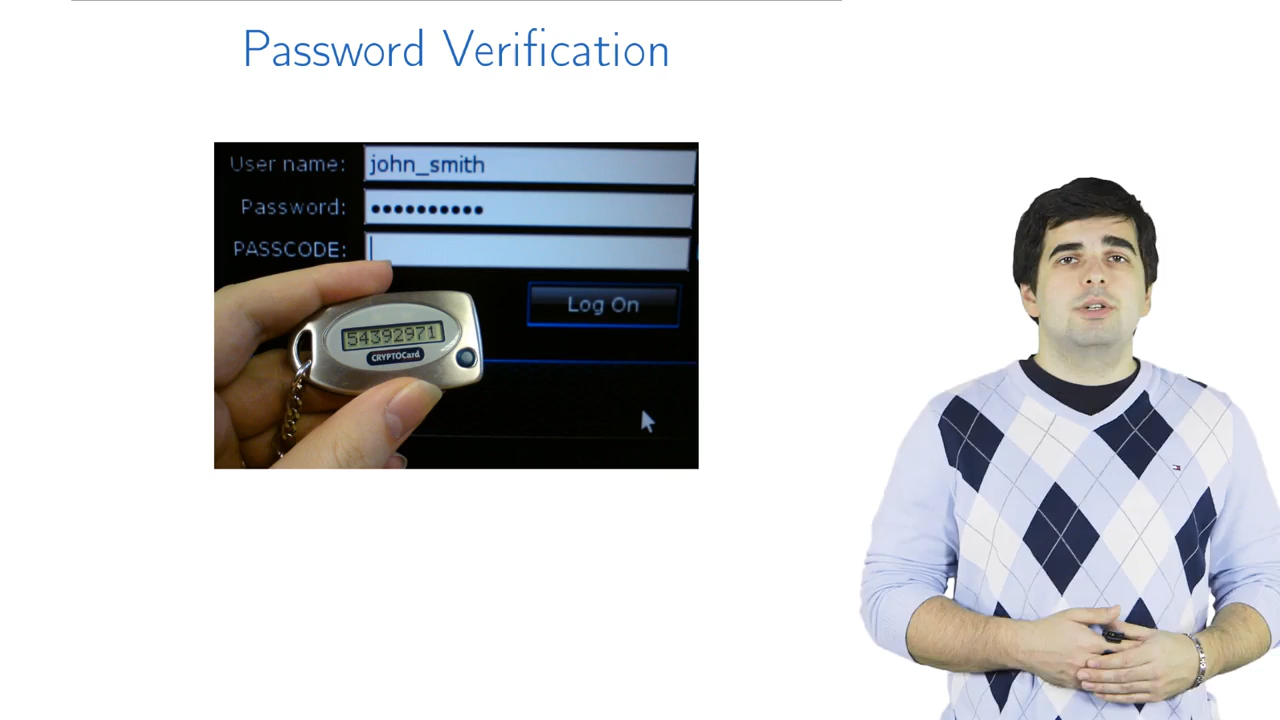 Password Verification
User name: john_smith
Password: ••••••••••
PASSCODE:
Log On
54392971
CRYPTOCard